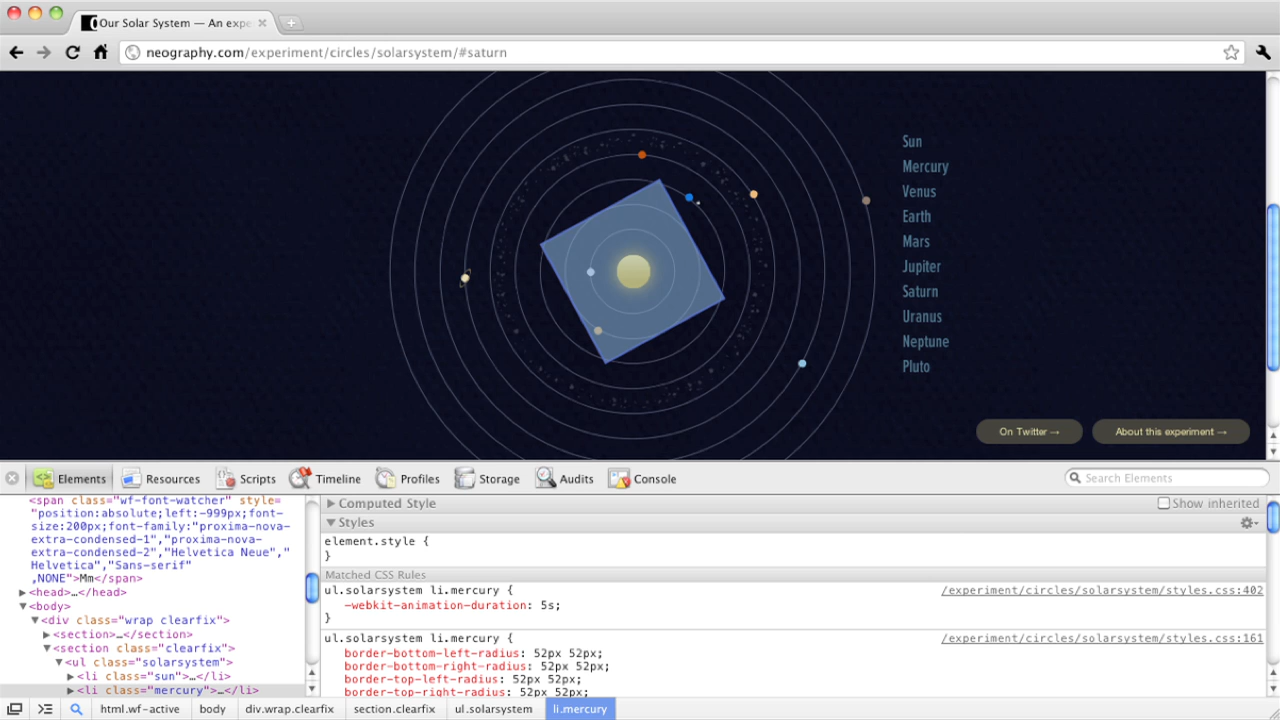 Our Solar System — An expe
neography.com/experiment/circles/solarsystem/#saturn
Sun
Mercury
Venus
Earth
Mars
Jupiter
Saturn
Uranus
Neptune
Pluto
On Twitter →
About this experiment →
Elements
Resources
Scripts
Timeline
Profiles
Storage
Audits
Console
Search Elements
<span class="wf-font-watcher" style=
"position:absolute;left:-999px;font-
size:200px;font-family:"proxima-nova-
extra-condensed-1","proxima-nova-
extra-condensed-2","Helvetica Neue","
Helvetica","Sans-serif"
,NONE">Mm</span>
▶<head>…</head>
▼<body>
▼<div class="wrap clearfix">
▶<section>…</section>
▼<section class="clearfix">
▼<ul class="solarsystem">
▶<li class="sun">…</li>
▶<li class="mercury">…</li>
▶ Computed Style
Show inherited
▼ Styles
element.style {
}
Matched CSS Rules
ul.solarsystem li.mercury {
/experiment/circles/solarsystem/styles.css:402
-webkit-animation-duration: 5s;
}
ul.solarsystem li.mercury {
/experiment/circles/solarsystem/styles.css:161
border-bottom-left-radius: 52px 52px;
border-bottom-right-radius: 52px 52px;
border-top-left-radius: 52px 52px;
border-top-right-radius: 52px 52px;
html.wf-active
body
div.wrap.clearfix
section.clearfix
ul.solarsystem
li.mercury